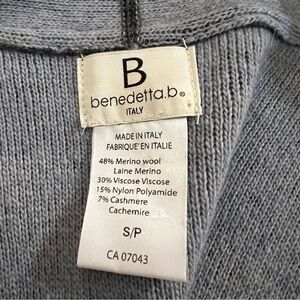 B
benedetta.b®
ITALY
MADE IN ITALY
FABRIQUE' EN ITALIE
48% Merino wool
Laine Merino
30% Viscose Viscose
15% Nylon Polyamide
7% Cashmere
Cachemire
S/P
CA 07043